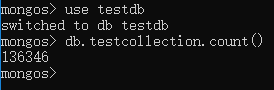 mongos> use testdb
switched to db testdb
mongos> db.testcollection.count()
136346
mongos>